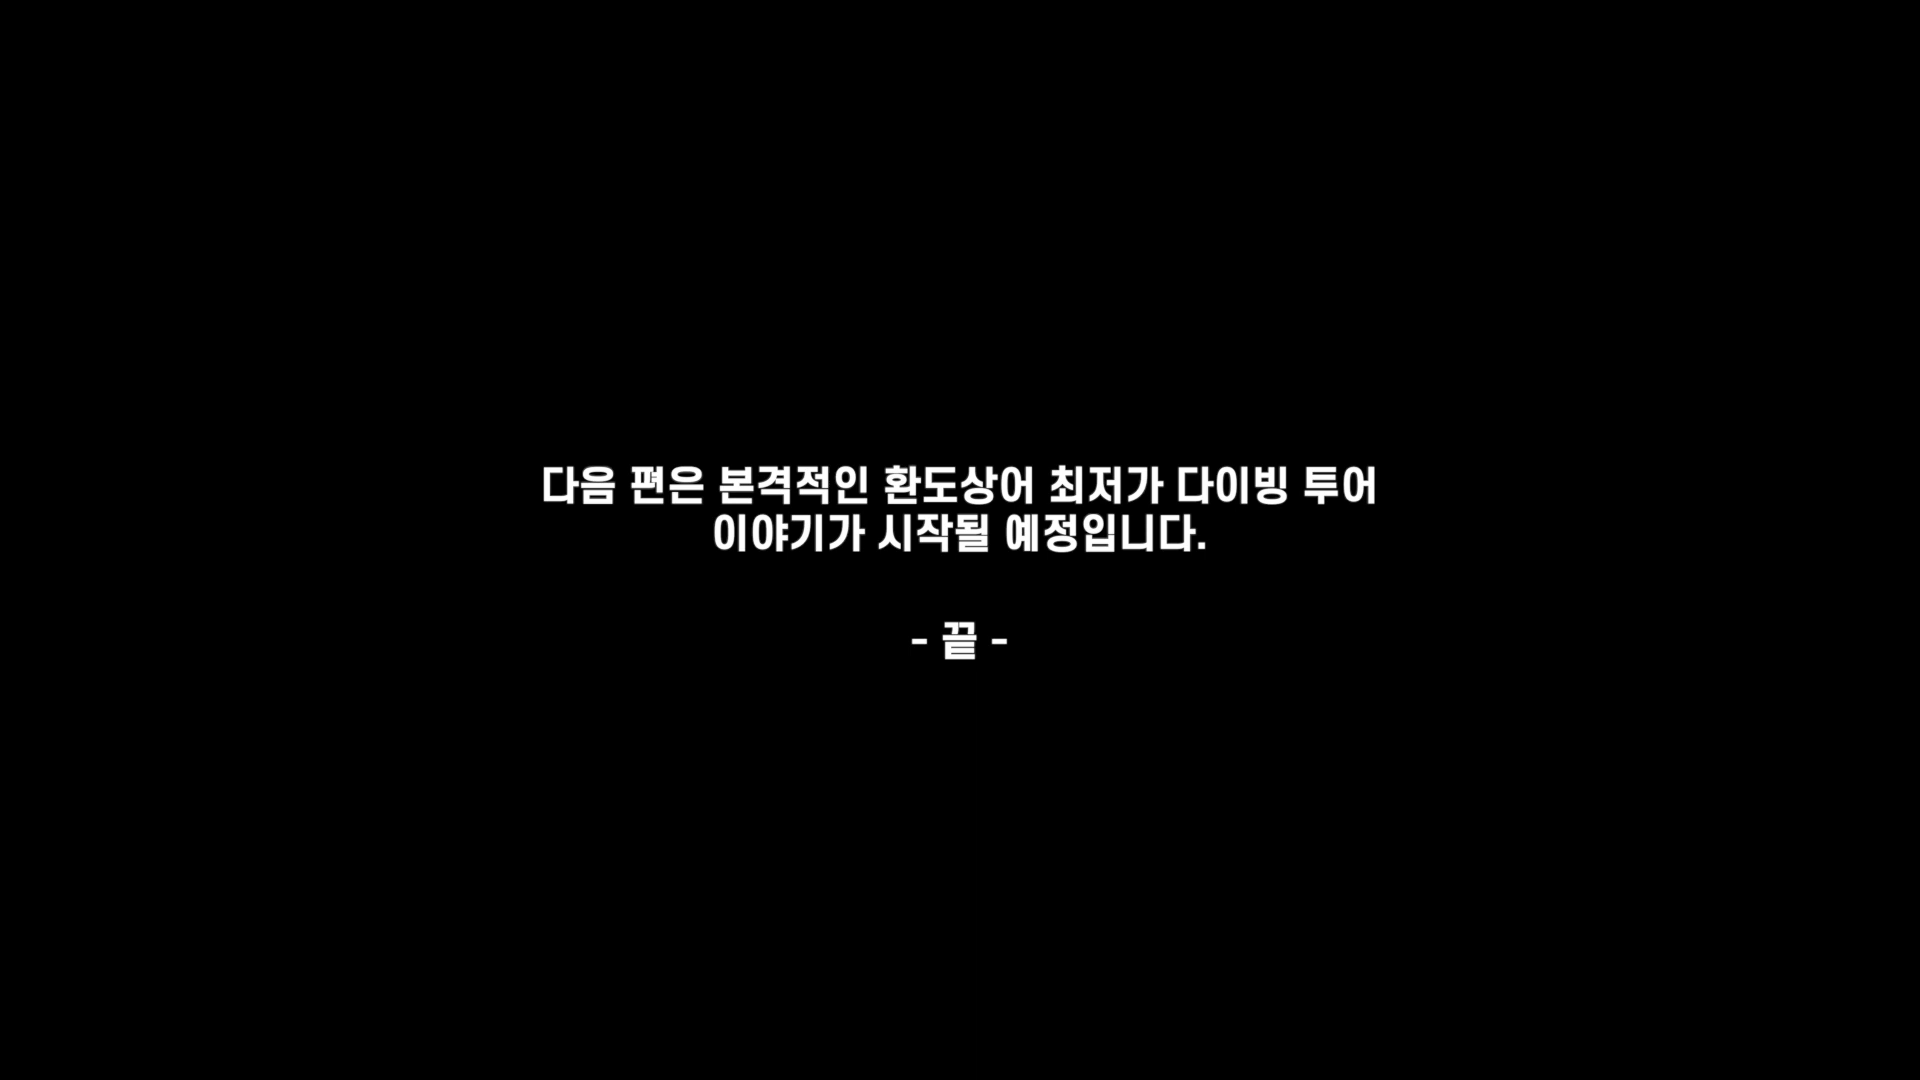 다음 편은 본격적인 환도상어 최저가 다이빙 투어
이야기가 시작될 예정입니다.
- 끝 -